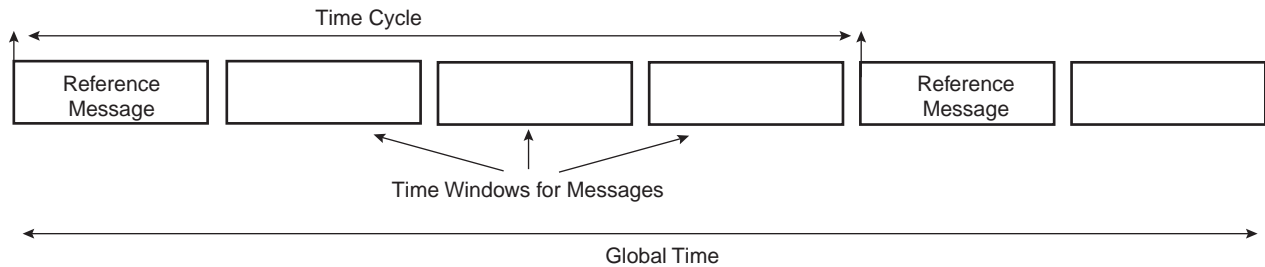 Time Cycle
Reference
Message
Reference
Message
Time Windows for Messages
Global Time